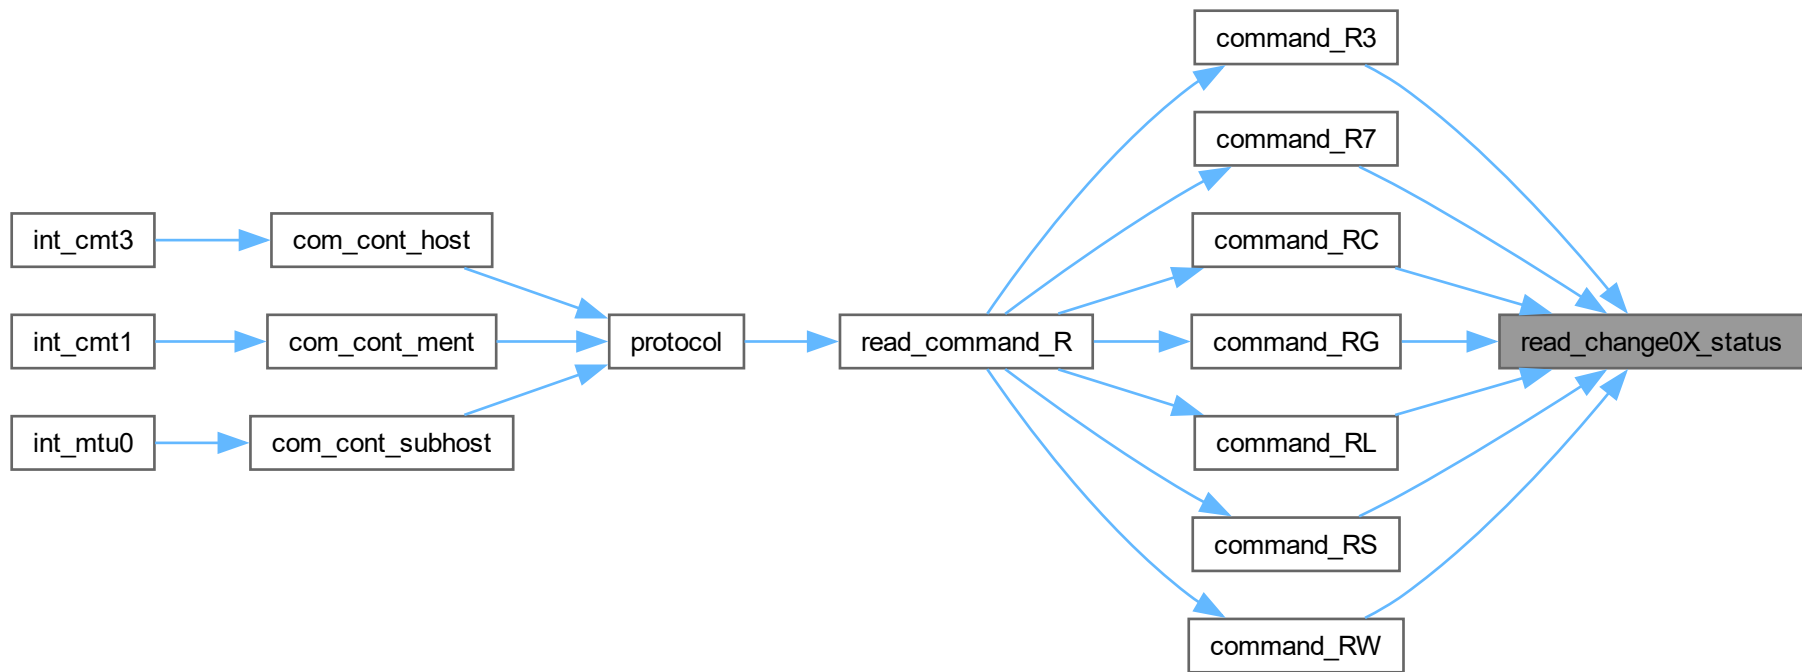 command_R3
command_R7
int_cmt3
com_cont_host
command_RC
int_cmt1
com_cont_ment
protocol
read_command_R
command_RG
read_change0X_status
int_mtu0
com_cont_subhost
command_RL
command_RS
command_RW